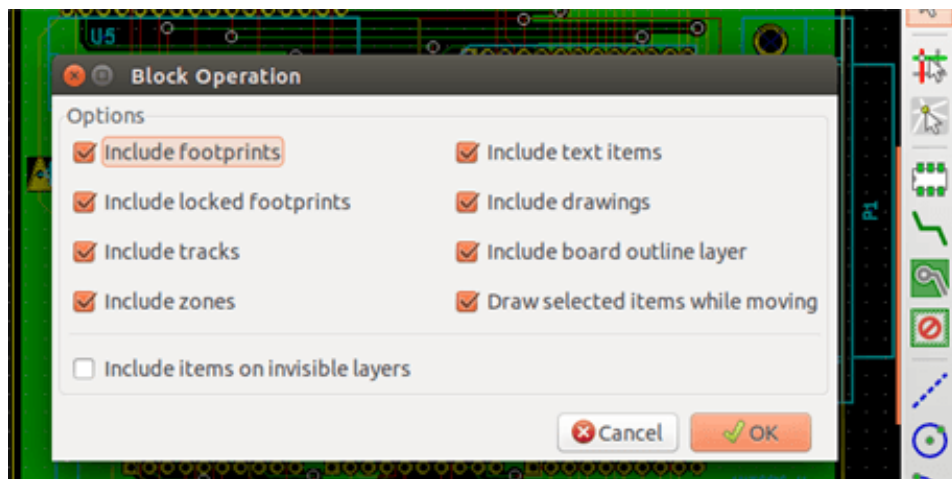 U5
Block Operation
Options
Include footprints
Include text items
Include locked footprints
Include drawings
Include tracks
Include board outline layer
Include zones
Draw selected items while moving
Include items on invisible layers
Cancel
OK
P1